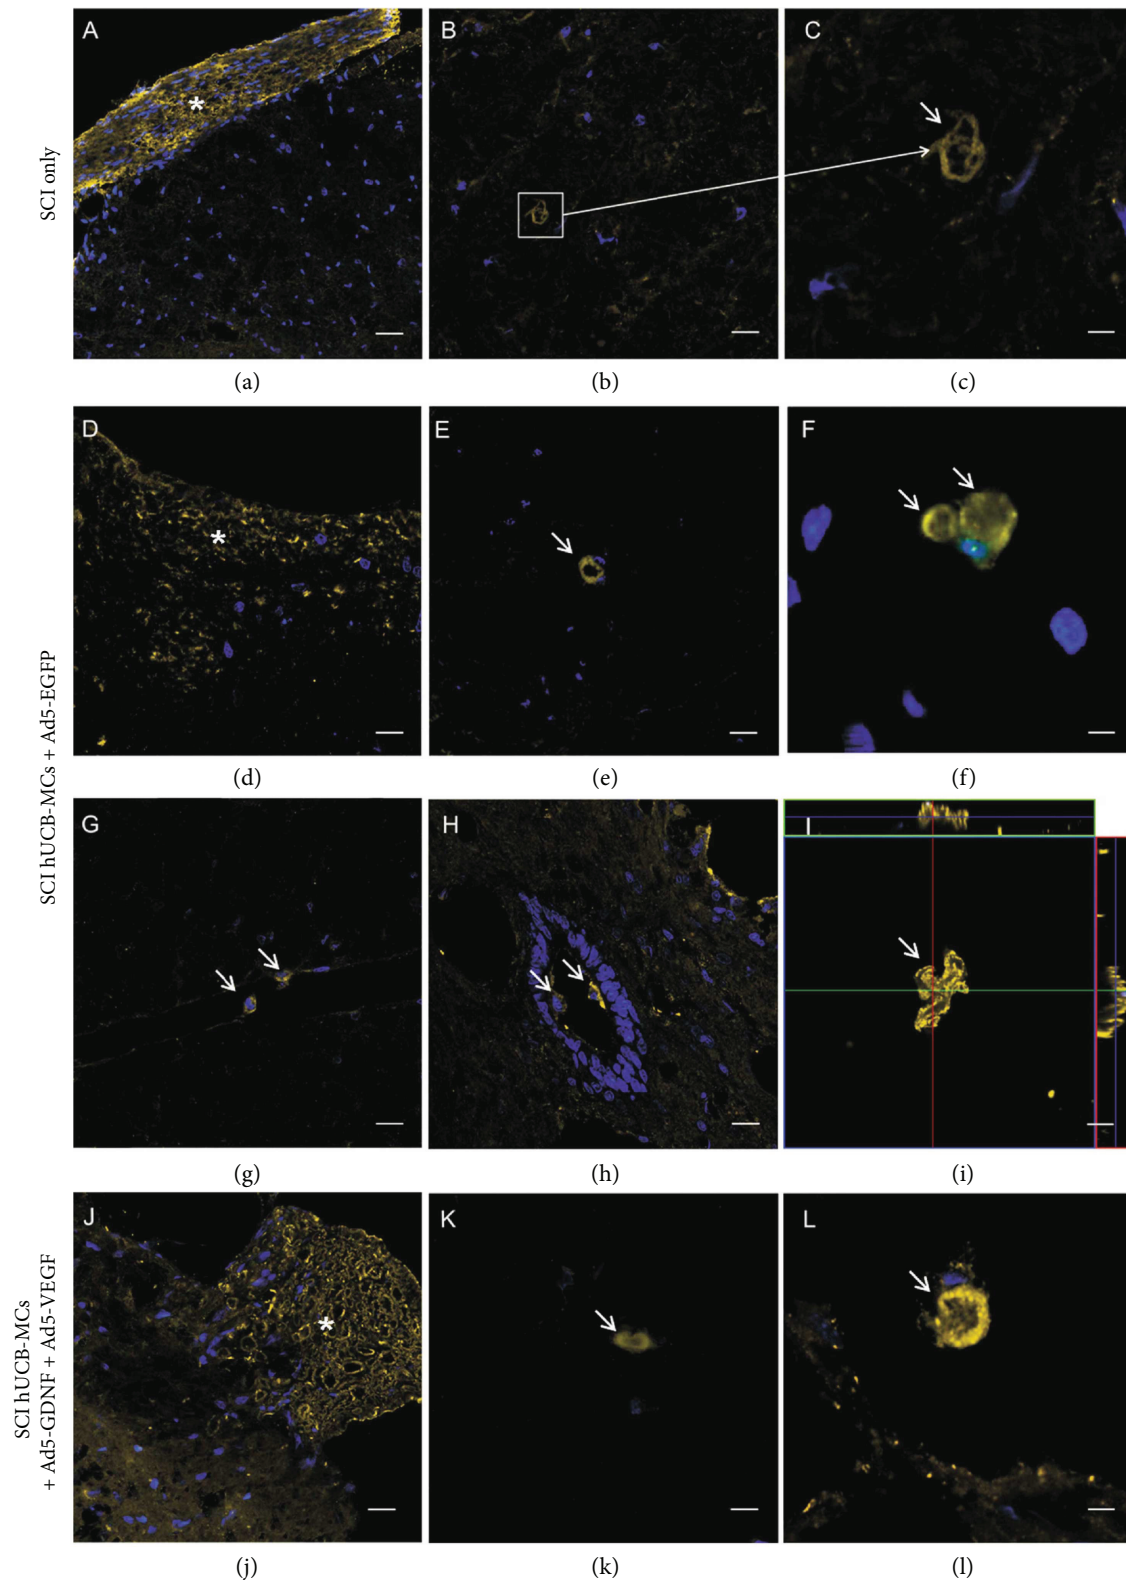 SCI only
A
*
B
C
(a)
(b)
(c)
SCI hUCB-MCs + Ad5-EGFP
D
*
E
F
(d)
(e)
(f)
G
H
I
(g)
(h)
(i)
SCI hUCB-MCs
+ Ad5-GDNF + Ad5-VEGF
J
*
K
L
(j)
(k)
(l)